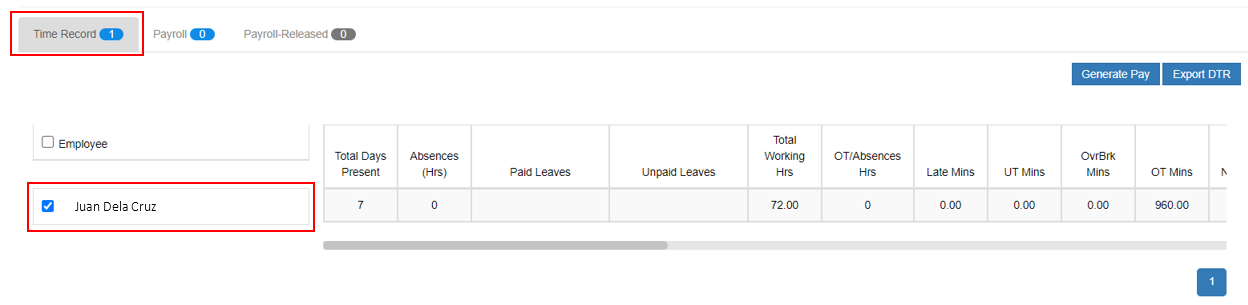 Time Record 1 Payroll 0 Payroll-Released 0
Generate Pay Export DTR
Employee
Total Days Present
Absences (Hrs)
Paid Leaves
Unpaid Leaves
Total Working Hrs
OT/Absences Hrs
Late Mins
UT Mins
OvrBrk Mins
OT Mins
Juan Dela Cruz 7 0 72.00 0 0.00 0.00 0.00 960.00
1